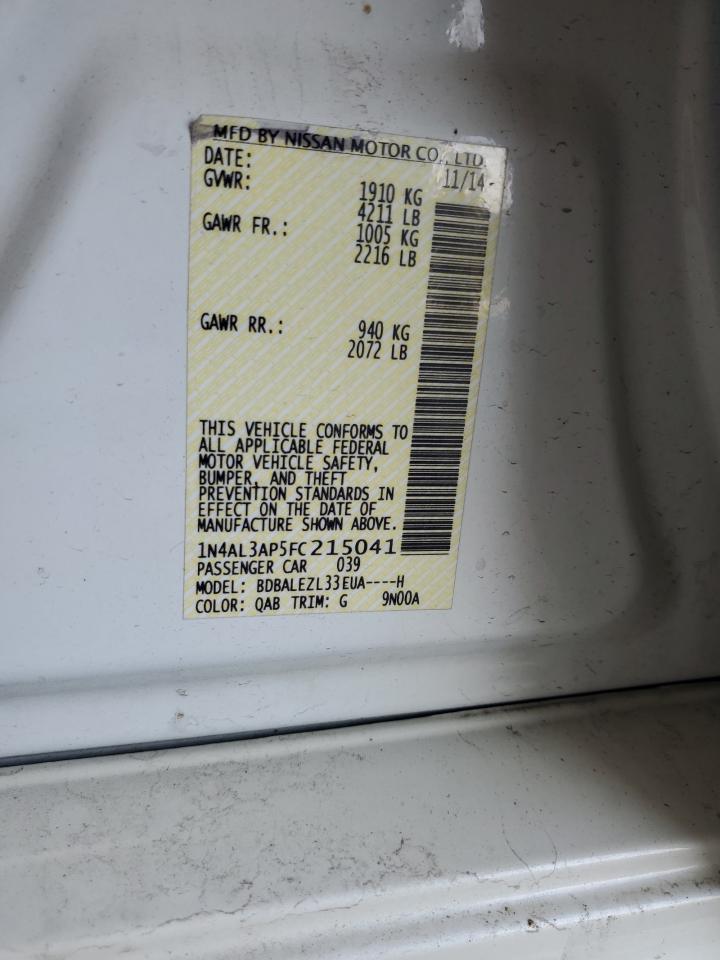 MFD BY NISSAN MOTOR CO., LTD.
DATE: 11/14
GVWR: 1910 KG
4211 LB
GAWR FR.: 1005 KG
2216 LB
GAWR RR.: 940 KG
2072 LB
THIS VEHICLE CONFORMS TO
ALL APPLICABLE FEDERAL
MOTOR VEHICLE SAFETY,
BUMPER, AND THEFT
PREVENTION STANDARDS IN
EFFECT ON THE DATE OF
MANUFACTURE SHOWN ABOVE.
1N4AL3AP5FC215041
PASSENGER CAR 039
MODEL: BDBALEZL33EUA----H
COLOR: QAB TRIM: G 9N00A